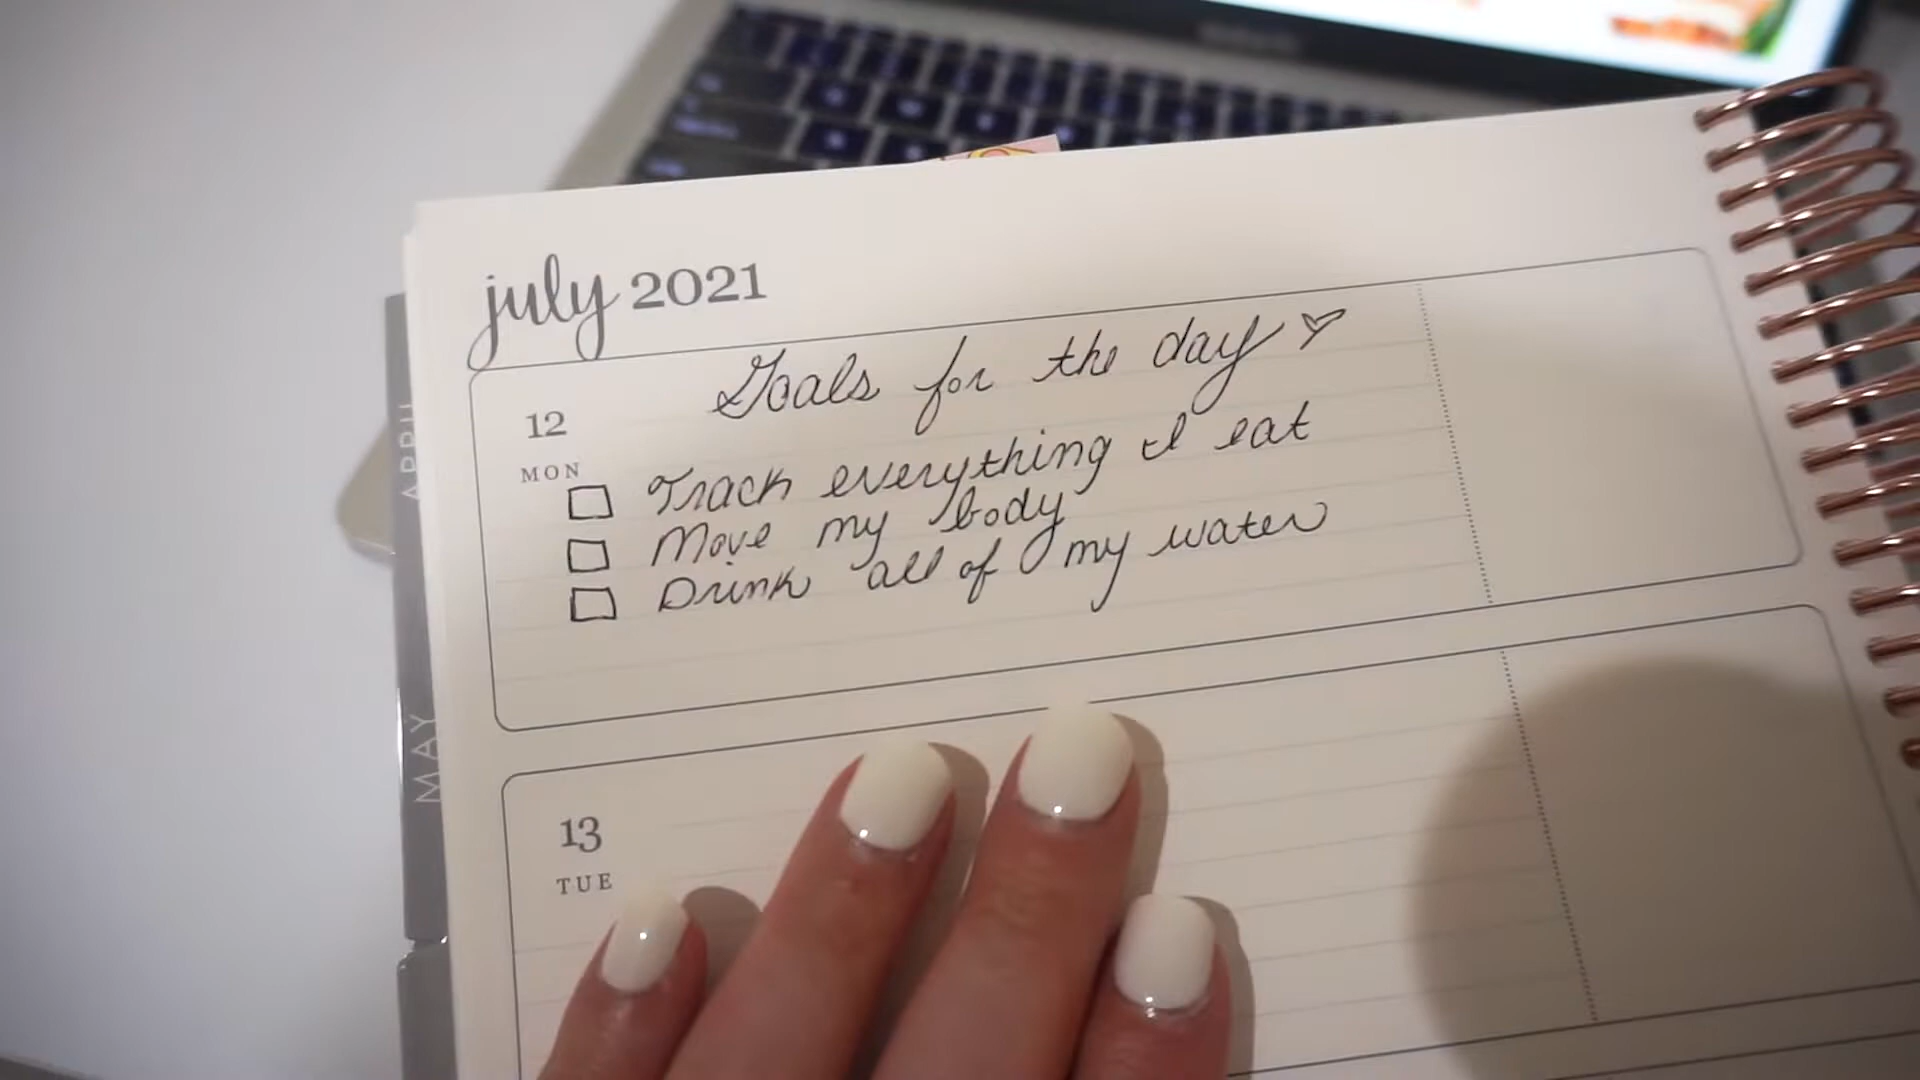 july 2021
Goals for the day
12
MON
Track everything I eat
Move my body
Drink all of my water
13
TUE
APRIL
MAY